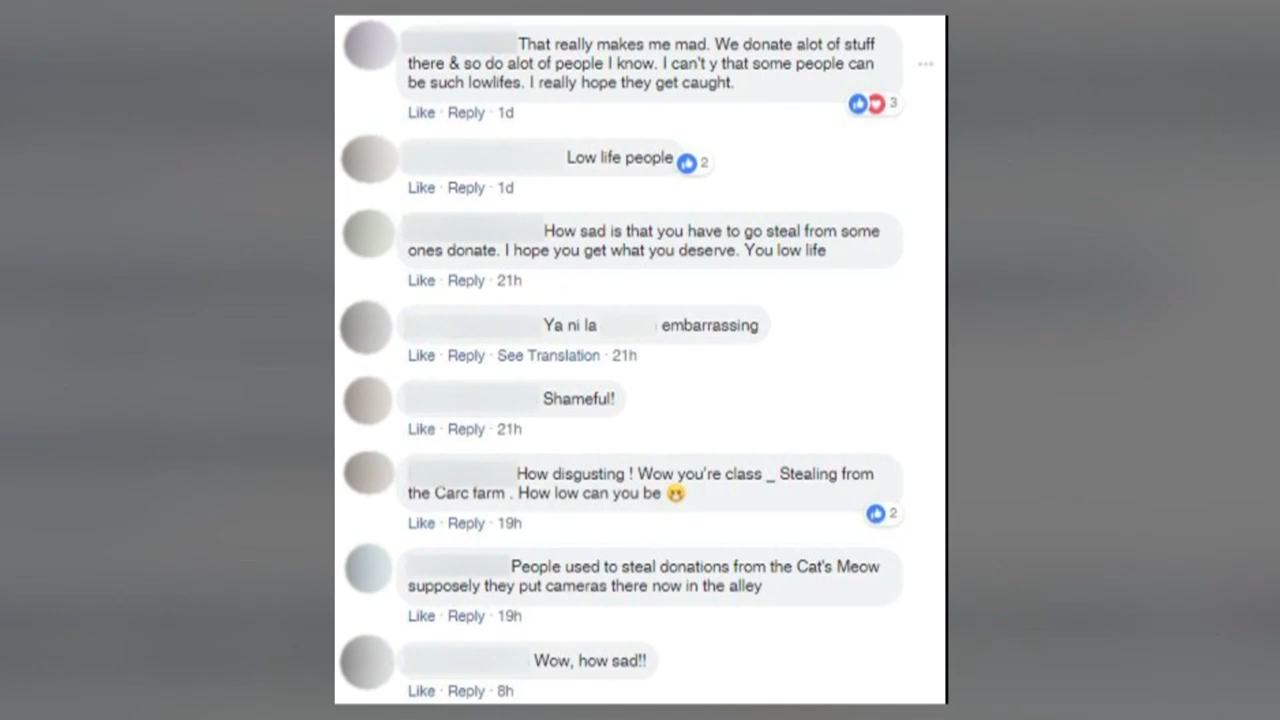 That really makes me mad. We donate alot of stuff
there & so do alot of people I know. I can't y that some people can
be such lowlifes. I really hope they get caught.
3
Like · Reply · 1d
Low life people
2
Like · Reply · 1d
How sad is that you have to go steal from some
ones donate. I hope you get what you deserve. You low life
Like · Reply · 21h
Ya ni la embarrassing
Like · Reply · See Translation · 21h
Shameful!
Like · Reply · 21h
How disgusting ! Wow you're class _ Stealing from
the Carc farm . How low can you be
2
Like · Reply · 19h
People used to steal donations from the Cat's Meow
supposely they put cameras there now in the alley
Like · Reply · 19h
Wow, how sad!!
Like · Reply · 8h